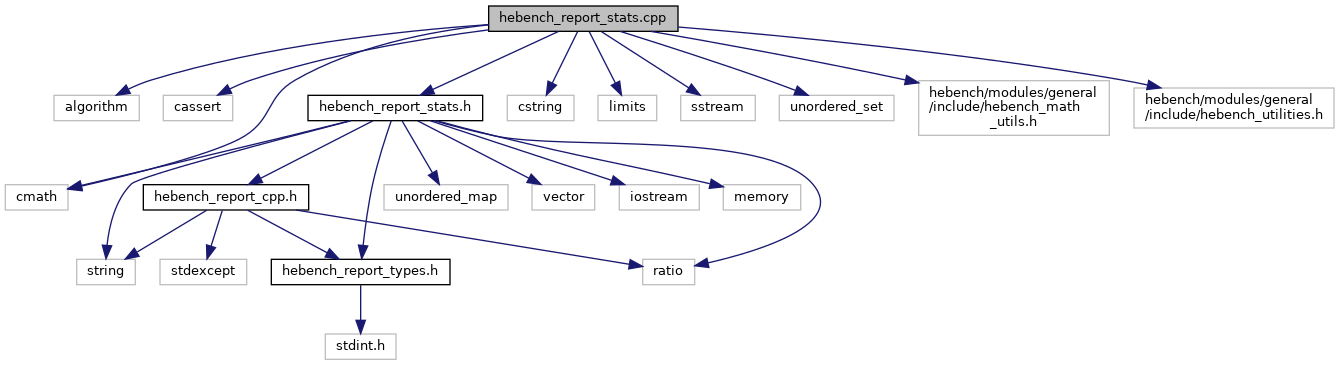 hebench_report_stats.cpp
algorithm
cassert
hebench_report_stats.h
cstring
limits
sstream
unordered_set
hebench/modules/general
/include/hebench_math
_utils.h
hebench/modules/general
/include/hebench_utilities.h
cmath
hebench_report_cpp.h
unordered_map
vector
iostream
memory
string
stdexcept
hebench_report_types.h
ratio
stdint.h